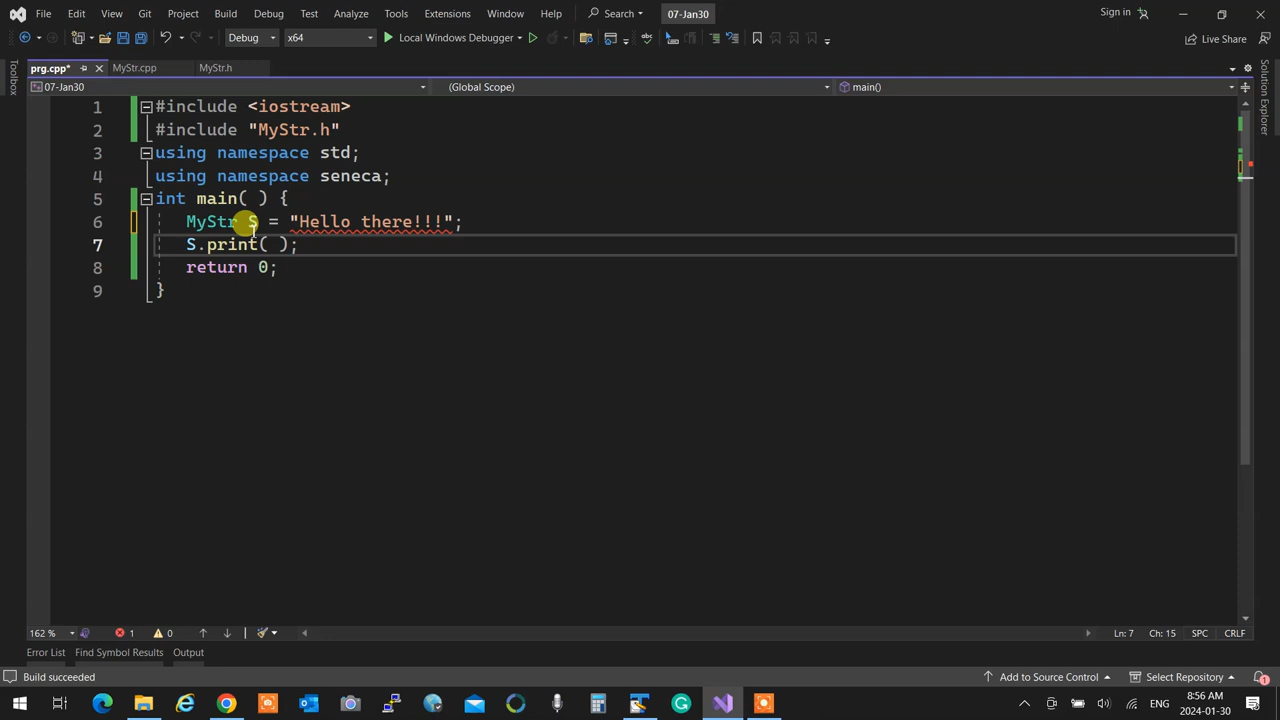 File Edit View Git Project Build Debug Test Analyze Tools Extensions Window Help Search 07-Jan30 Sign in
Debug x64 Local Windows Debugger Live Share
prg.cpp* MyStr.cpp MyStr.h
Toolbox
Solution Explorer
07-Jan30 (Global Scope) main()
1 #include <iostream>
2 #include "MyStr.h"
3 using namespace std;
4 using namespace seneca;
5 int main( ) {
6 MyStr S = "Hello there!!!";
7 S.print( );
8 return 0;
9 }
162 % 1 0 Ln: 7 Ch: 15 SPC CRLF
Error List Find Symbol Results Output
Build succeeded Add to Source Control Select Repository 1
ENG 8:56 AM
2024-01-30